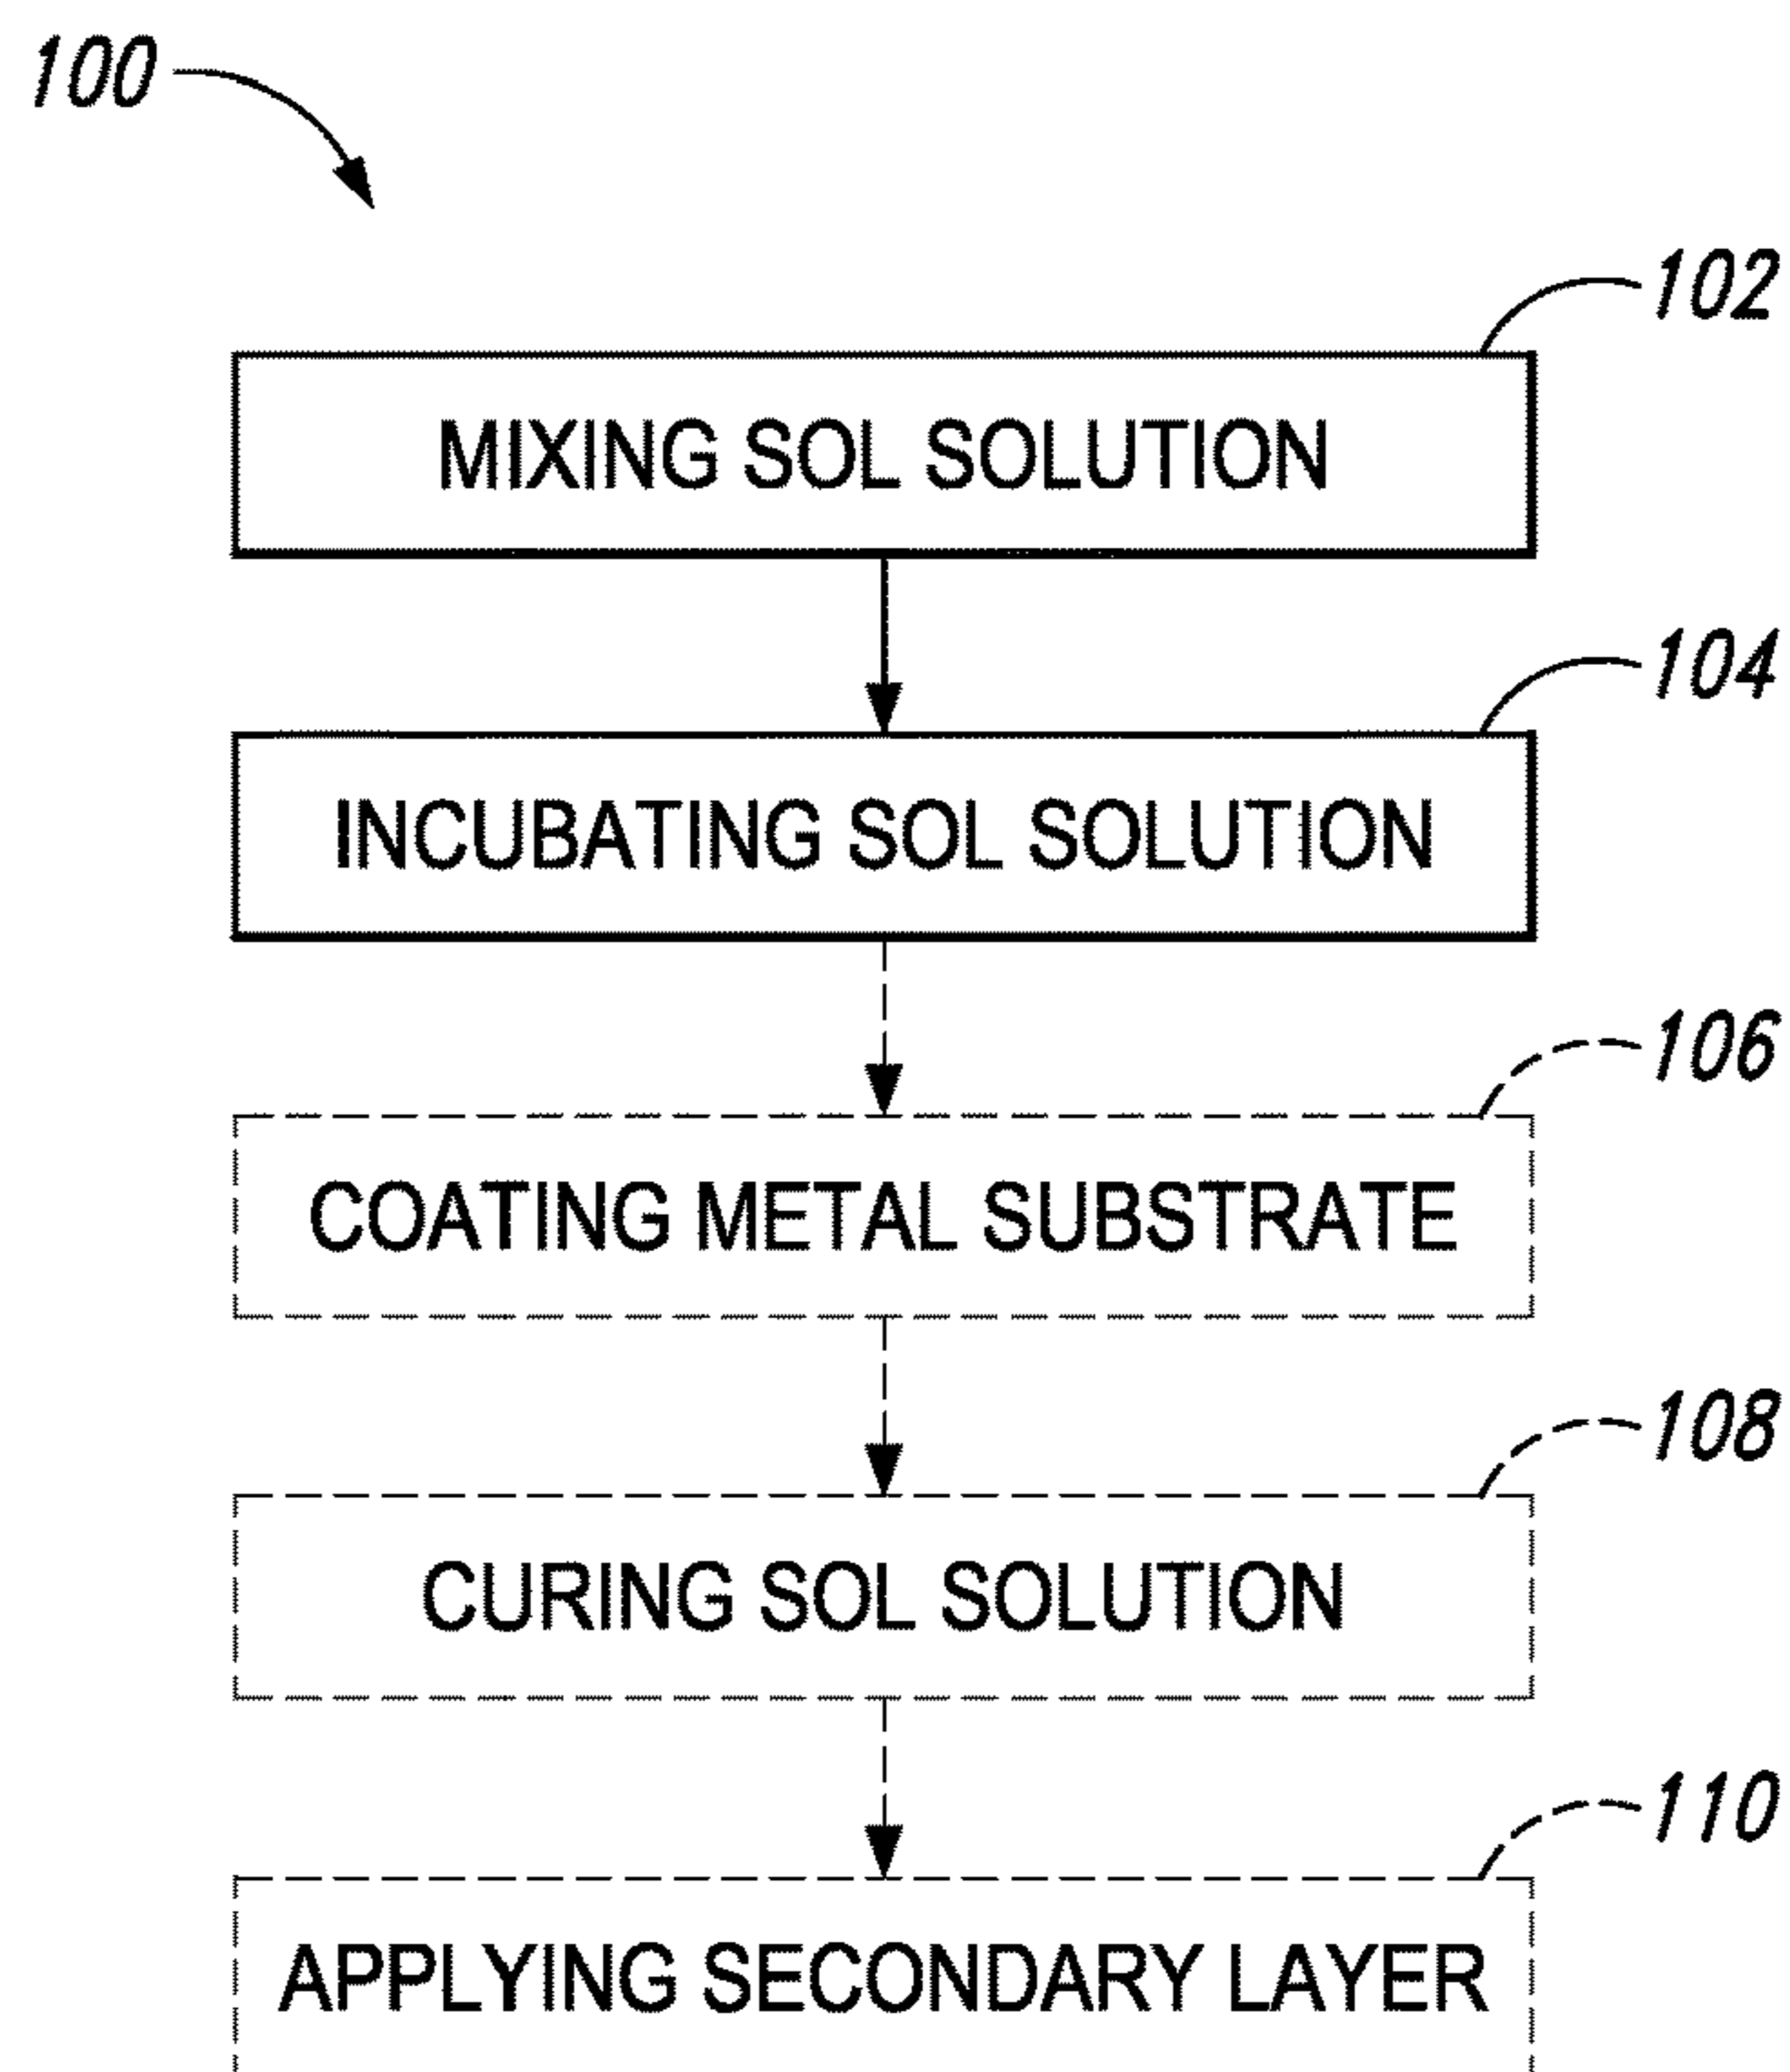 100
102
MIXING SOL SOLUTION
104
INCUBATING SOL SOLUTION
106
COATING METAL SUBSTRATE
108
CURING SOL SOLUTION
110
APPLYING SECONDARY LAYER